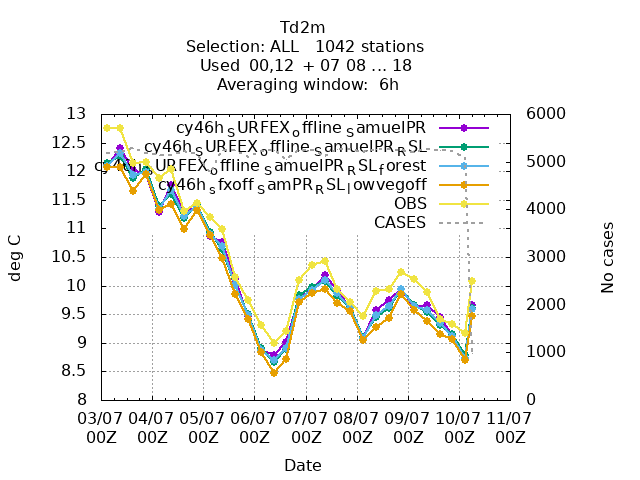 Td2m
Selection: ALL   1042 stations
Used  00,12  + 07 08 ... 18
Averaging window:  6h
cy46h_SURFEX_offline_samuelPR
cy46h_SURFEX_offline_samuelPR_RSL
cy46h_SURFEX_offline_samuelPR_RSL_forest
cy46h_sfxoff_SamPR_RSL_lowvegoff
OBS
CASES
13
12.5
12
11.5
11
10.5
10
9.5
9
8.5
8
deg C
6000
5000
4000
3000
2000
1000
0
No cases
03/07 04/07 05/07 06/07 07/07 08/07 09/07 10/07 11/07
00Z 00Z 00Z 00Z 00Z 00Z 00Z 00Z 00Z
Date